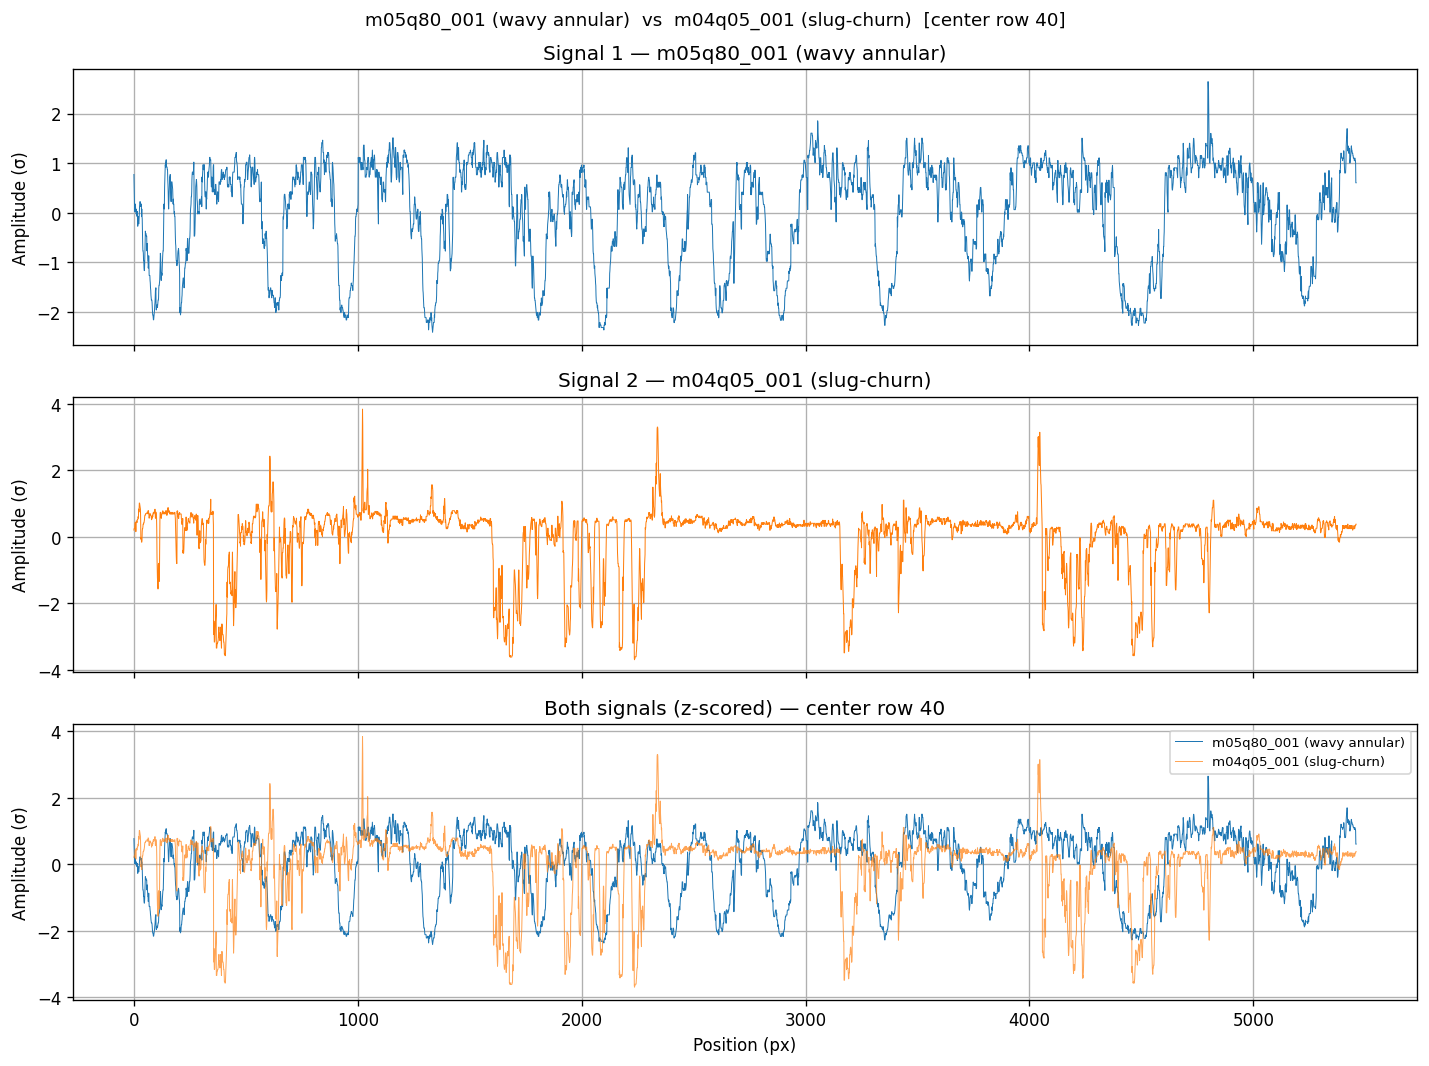 m05q80_001 (wavy annular)  vs  m04q05_001 (slug-churn)  [center row 40]
Signal 1 — m05q80_001 (wavy annular)
Amplitude (σ)
2
1
0
−1
−2
Signal 2 — m04q05_001 (slug-churn)
Amplitude (σ)
4
2
0
−2
−4
Both signals (z-scored) — center row 40
m05q80_001 (wavy annular)
m04q05_001 (slug-churn)
Amplitude (σ)
4
2
0
−2
−4
0 1000 2000 3000 4000 5000
Position (px)